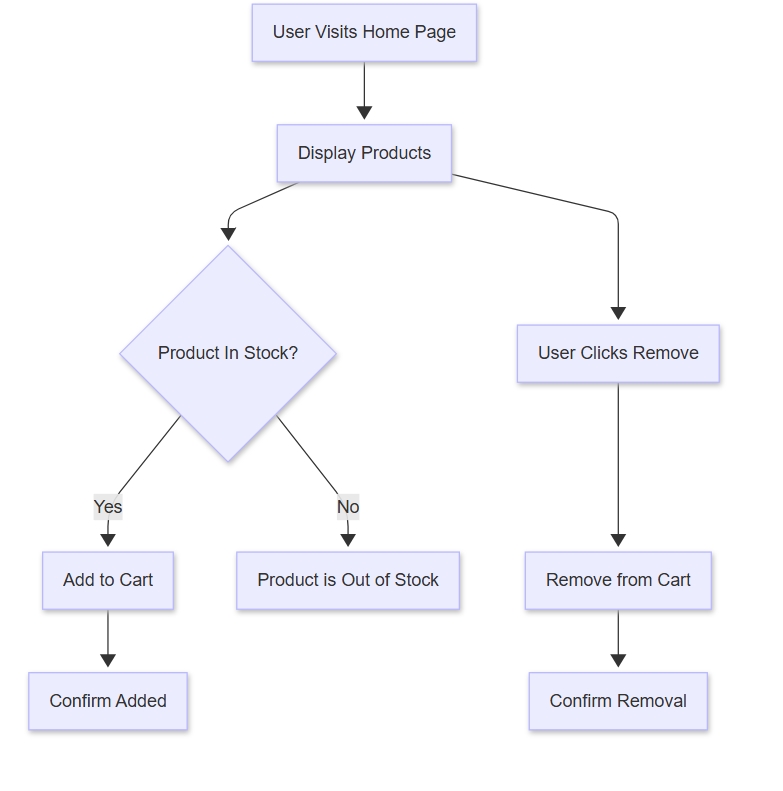 User Visits Home Page
Display Products
Product In Stock?
User Clicks Remove
Yes
No
Add to Cart
Product is Out of Stock
Remove from Cart
Confirm Added
Confirm Removal